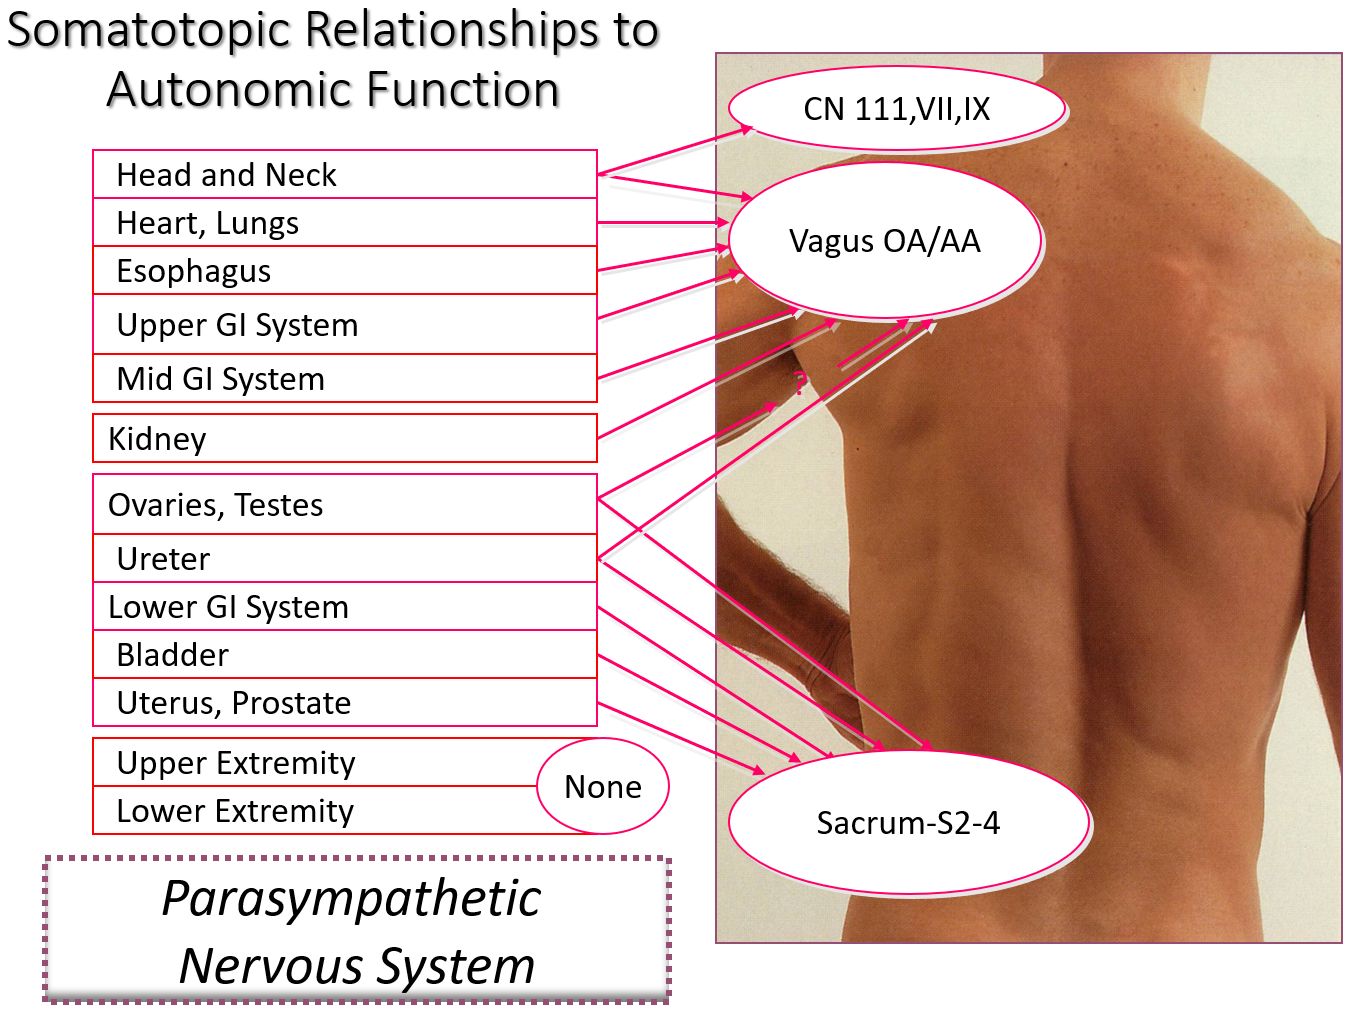 Somatotopic Relationships to
Autonomic Function
CN 111,VII,IX
Head and Neck
Heart, Lungs
Vagus OA/AA
Esophagus
Upper GI System
Mid GI System
?
Kidney
Ovaries, Testes
Ureter
Lower GI System
Bladder
Uterus, Prostate
Upper Extremity
None
Lower Extremity
Sacrum-S2-4
Parasympathetic
Nervous System